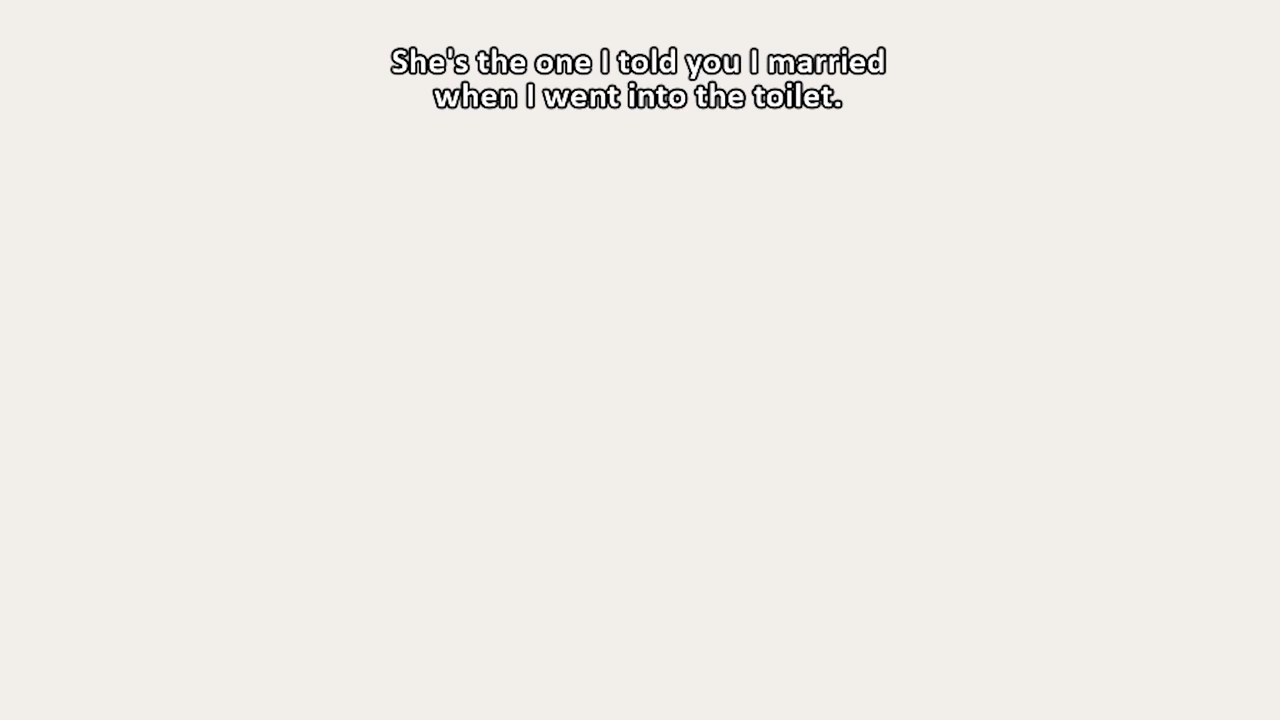 She's the one I told you I married
when I went into the toilet.